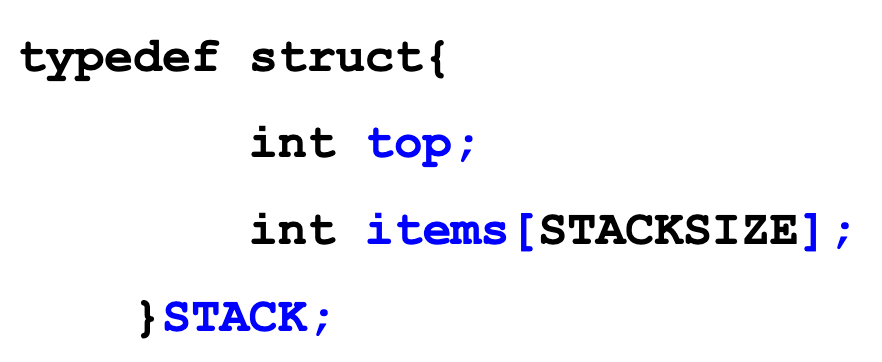 typedef struct{
int top;
int items[STACKSIZE];
}STACK;